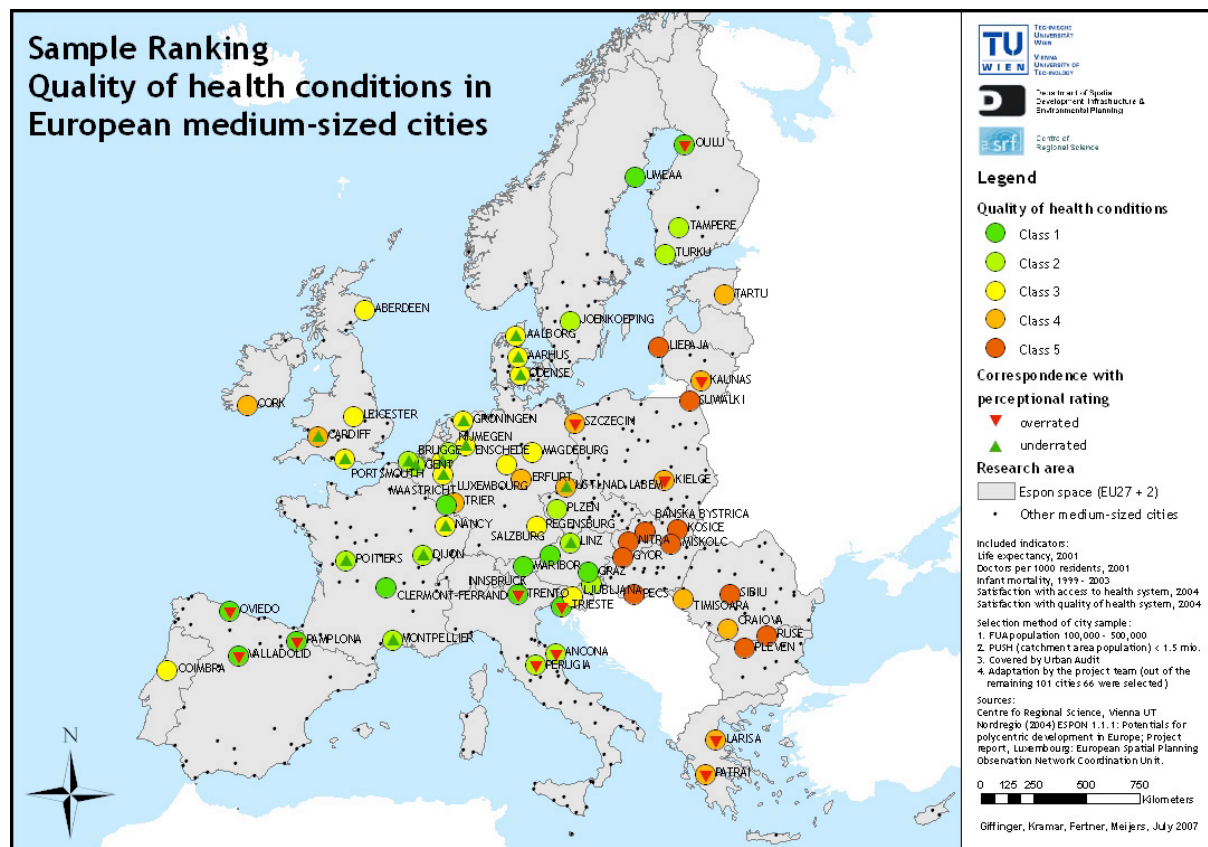 Sample Ranking
Quality of health conditions in
European medium-sized cities
OULU
UMEAA
TAMPERE
TURKU
TARTU
ABERDEEN
JOENKOEPING
AALBORG
LIEPAJA
AARHUS
ODENSE
KAUNAS
SUWALKI
CORK
LEICESTER
GRONINGEN
SZCZECIN
CARDIFF
NIJMEGEN
BRUGGE
ENSCHEDE
MAGDEBURG
GENT
PORTSMOUTH
LUXEMBOURG
ERFURT
USTI NAD LABEM
KIELCE
MAASTRICHT
TRIER
PLZEN
BANSKA BYSTRICA
NANCY
REGENSBURG
KOSICE
SALZBURG
LINZ
NITRA
MISKOLC
POITIERS
DIJON
MARIBOR
GYOR
GRAZ
INNSBRUCK
CLERMONT-FERRAND
TRENTO
LJUBLJANA
PECS
SIBIU
TRIESTE
TIMISOARA
OVIEDO
CRAIOVA
RUSE
PAMPLONA
MONTPELLIER
PLEVEN
VALLADOLID
ANCONA
COIMBRA
PERUGIA
LARISA
PATRAI
N
TU
WIEN
TECHNISCHE
UNIVERSITÄT
WIEN
VIENNA
UNIVERSITY OF
TECHNOLOGY
Department of Spatial
Development, Infrastructure &
Environmental Planning
srf
Centre of
Regional Science
Legend
Quality of health conditions
Class 1
Class 2
Class 3
Class 4
Class 5
Correspondence with
perceptional rating
overrated
underrated
Research area
Espon space (EU27 + 2)
Other medium-sized cities
Included indicators:
Life expectancy, 2001
Doctors per 1000 residents, 2001
Infant mortality, 1999 - 2003
Satisfaction with access to health system, 2004
Satisfaction with quality of health system, 2004
Selection method of city sample:
1. FUA population 100,000 - 500,000
2. PUSH (catchment area population) < 1.5 mio.
3. Covered by Urban Audit
4. Adaptation by the project team (out of the
remaining 101 cities 66 were selected)
Sources:
Centre fo Regional Science, Vienna UT
Nordregio (2004) ESPON 1.1.1: Potentials for
polycentric development in Europe; Project
report, Luxembourg: European Spatial Planning
Observation Network Coordination Unit.
0 125 250 500 750
Kilometers
Giffinger, Kramar, Fertner, Meijers, July 2007